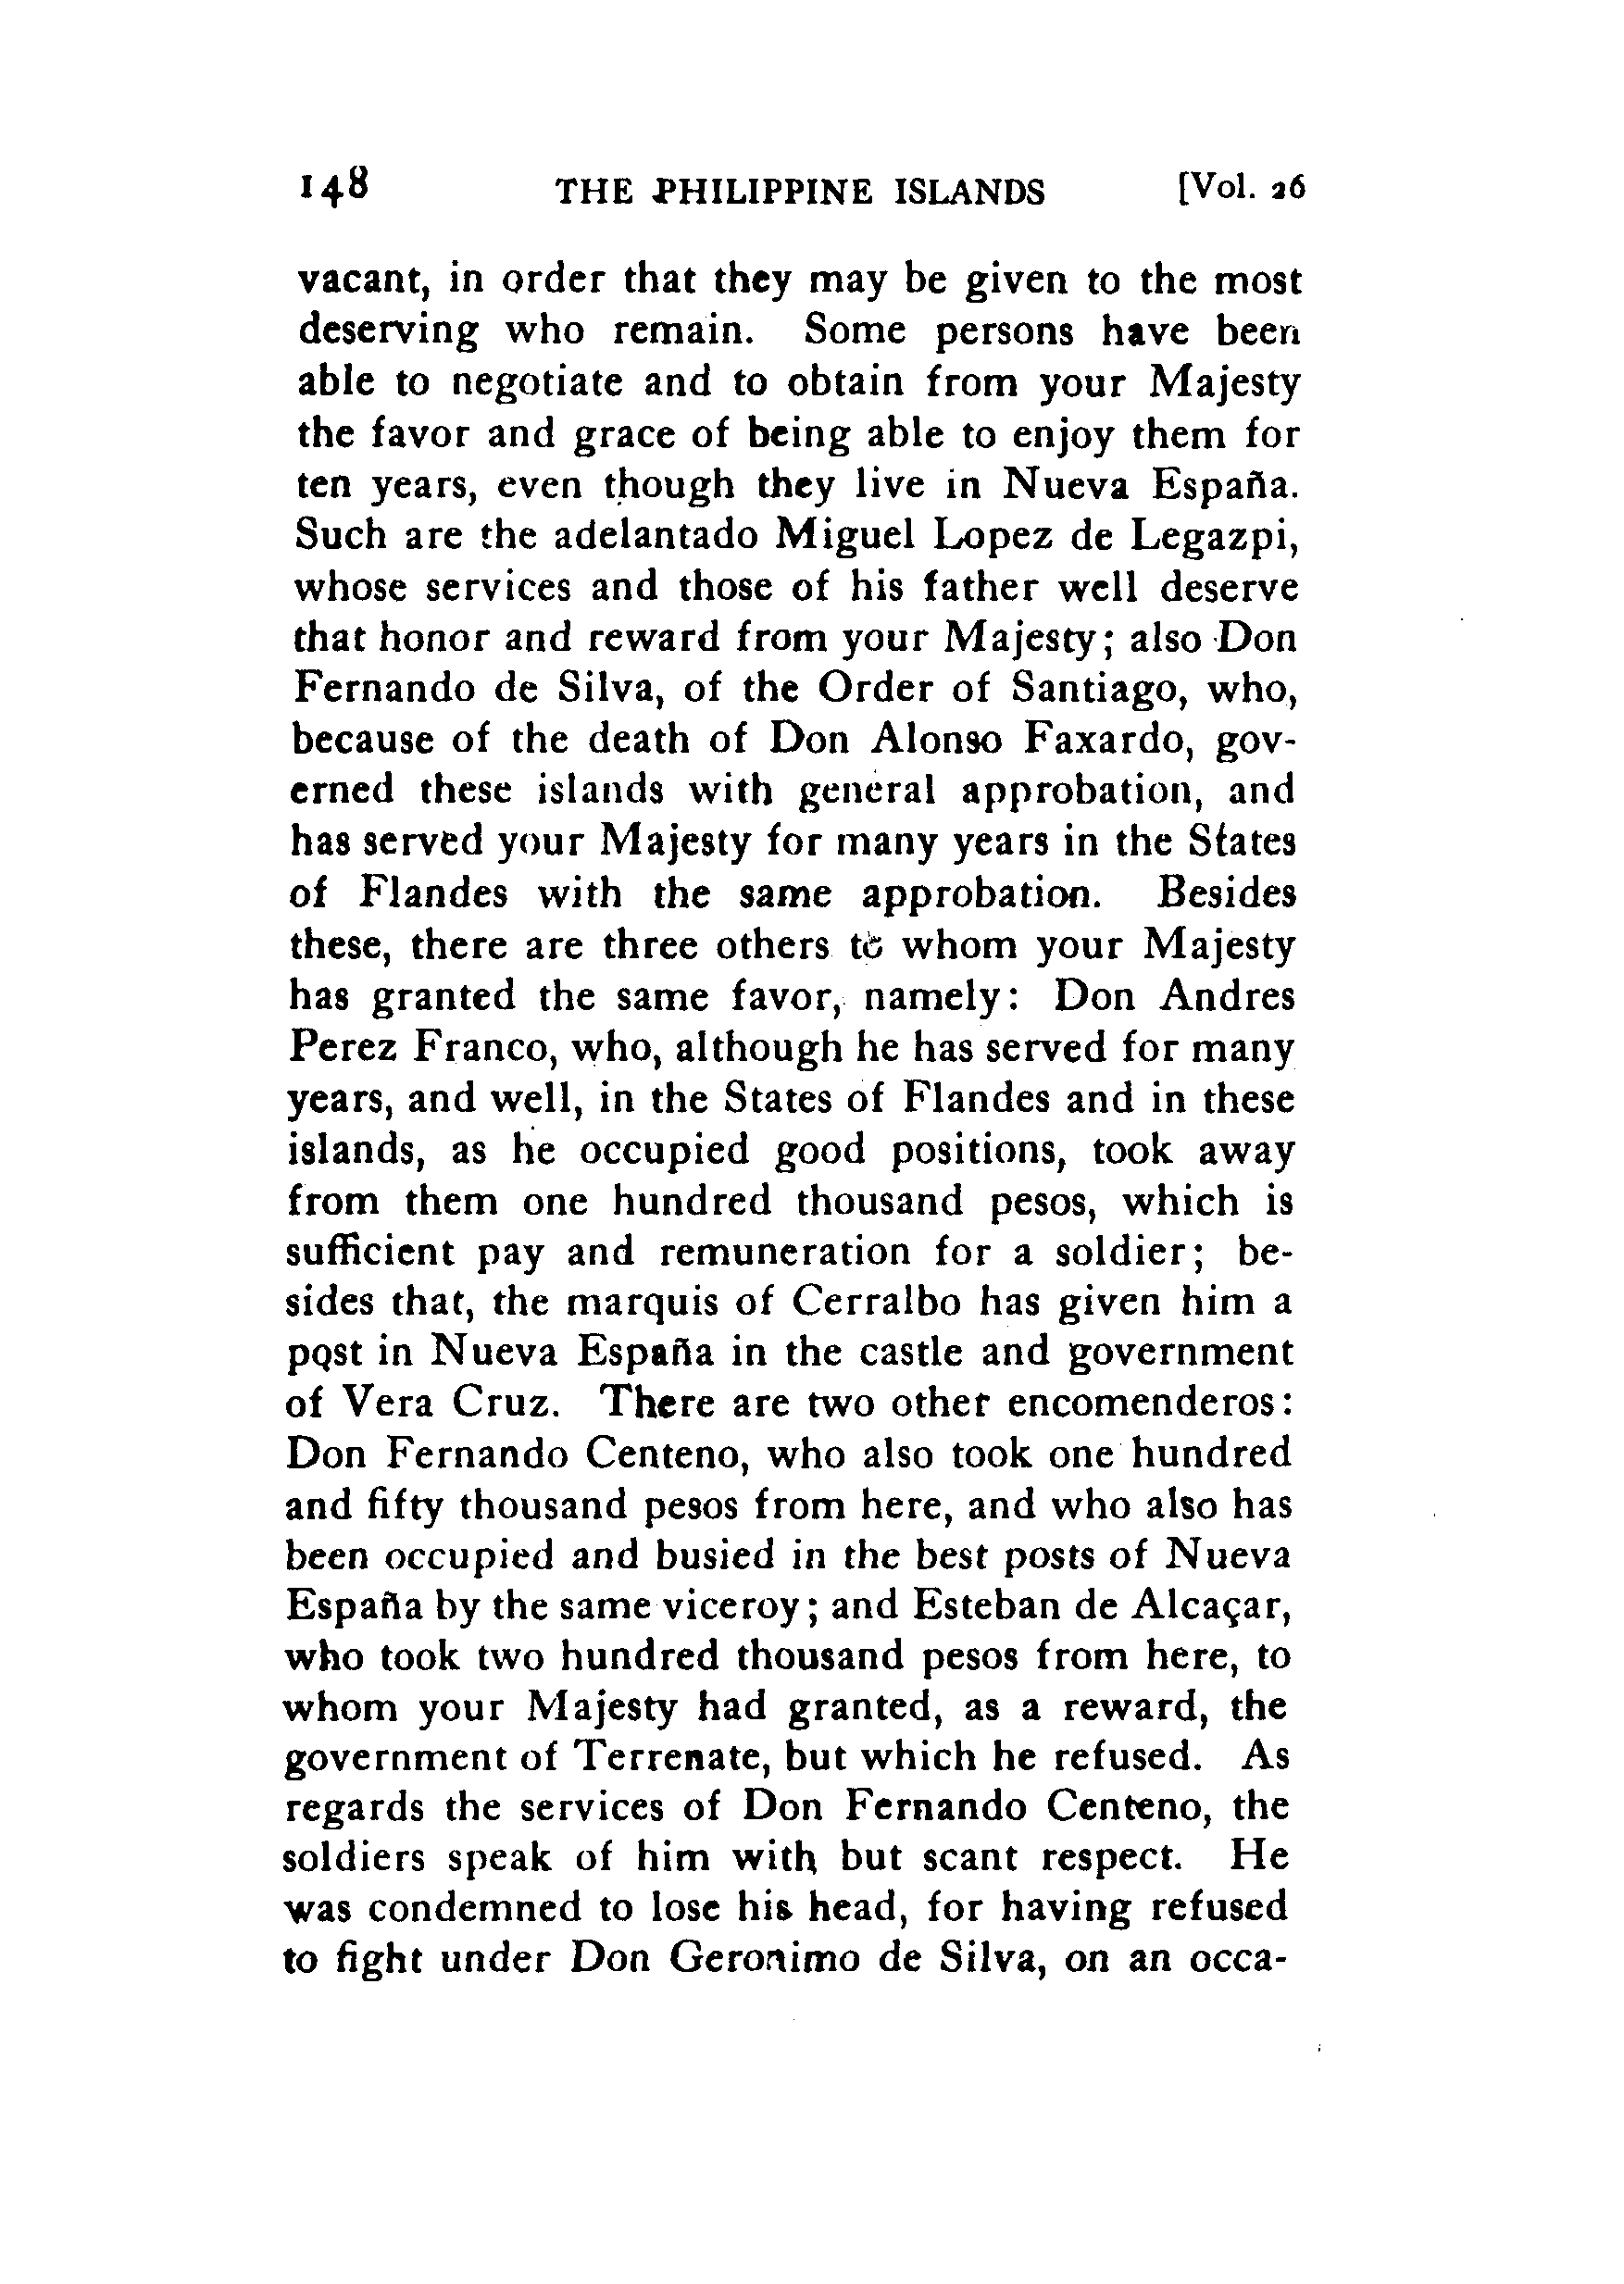 148 THE PHILIPPINE ISLANDS [Vol. 26
vacant, in order that they may be given to the most
deserving who remain. Some persons have been
able to negotiate and to obtain from your Majesty
the favor and grace of being able to enjoy them for
ten years, even though they live in Nueva España.
Such are the adelantado Miguel Lopez de Legazpi,
whose services and those of his father well deserve
that honor and reward from your Majesty; also Don
Fernando de Silva, of the Order of Santiago, who,
because of the death of Don Alonso Faxardo, gov-
erned these islands with general approbation, and
has served your Majesty for many years in the States
of Flandes with the same approbation. Besides
these, there are three others to whom your Majesty
has granted the same favor, namely: Don Andres
Perez Franco, who, although he has served for many
years, and well, in the States of Flandes and in these
islands, as he occupied good positions, took away
from them one hundred thousand pesos, which is
sufficient pay and remuneration for a soldier; be-
sides that, the marquis of Cerralbo has given him a
post in Nueva España in the castle and government
of Vera Cruz. There are two other encomenderos:
Don Fernando Centeno, who also took one hundred
and fifty thousand pesos from here, and who also has
been occupied and busied in the best posts of Nueva
España by the same viceroy; and Esteban de Alcaçar,
who took two hundred thousand pesos from here, to
whom your Majesty had granted, as a reward, the
government of Terrenate, but which he refused. As
regards the services of Don Fernando Centeno, the
soldiers speak of him with but scant respect. He
was condemned to lose his head, for having refused
to fight under Don Geronimo de Silva, on an occa-